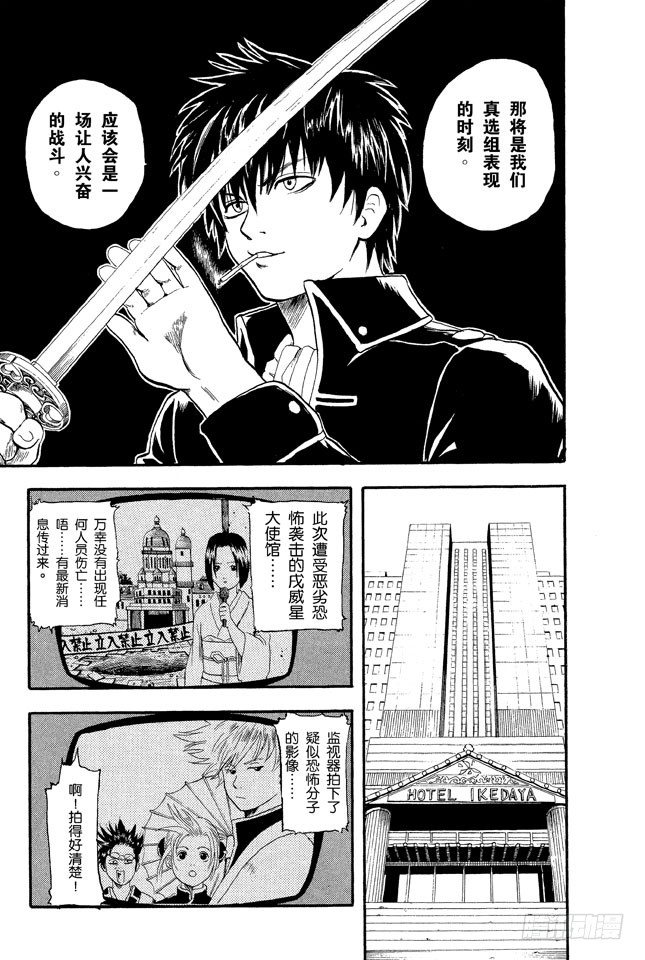 那将是我们
真选组表现
的时刻。
应该会是一
场让人兴奋
的战斗。
HOTEL IKEDAYA
此次遭受恶劣恐
怖袭击的戌威星
大使馆……
万幸没有出现任
何人员伤亡……
唔……有最新消
息传过来。
禁止立入禁止立入禁止立入
监视器拍下了
疑似恐怖分子
的影像……
啊！拍得好
清楚！